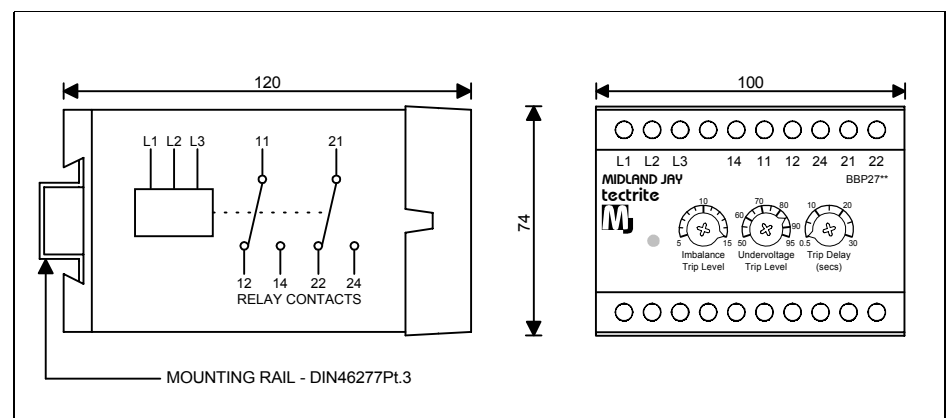 120
L1 L2 L3 11 21
12 14 22 24
RELAY CONTACTS
MOUNTING RAIL - DIN46277Pt.3
74
100
L1 L2 L3 14 11 12 24 21 22
MIDLAND JAY BBP27**
tectrite
MJ
10
5 15
Imbalance
Trip Level
70 80
60 90
50 95
Undervoltage
Trip Level
10 20
0.5 30
Trip Delay
(secs)